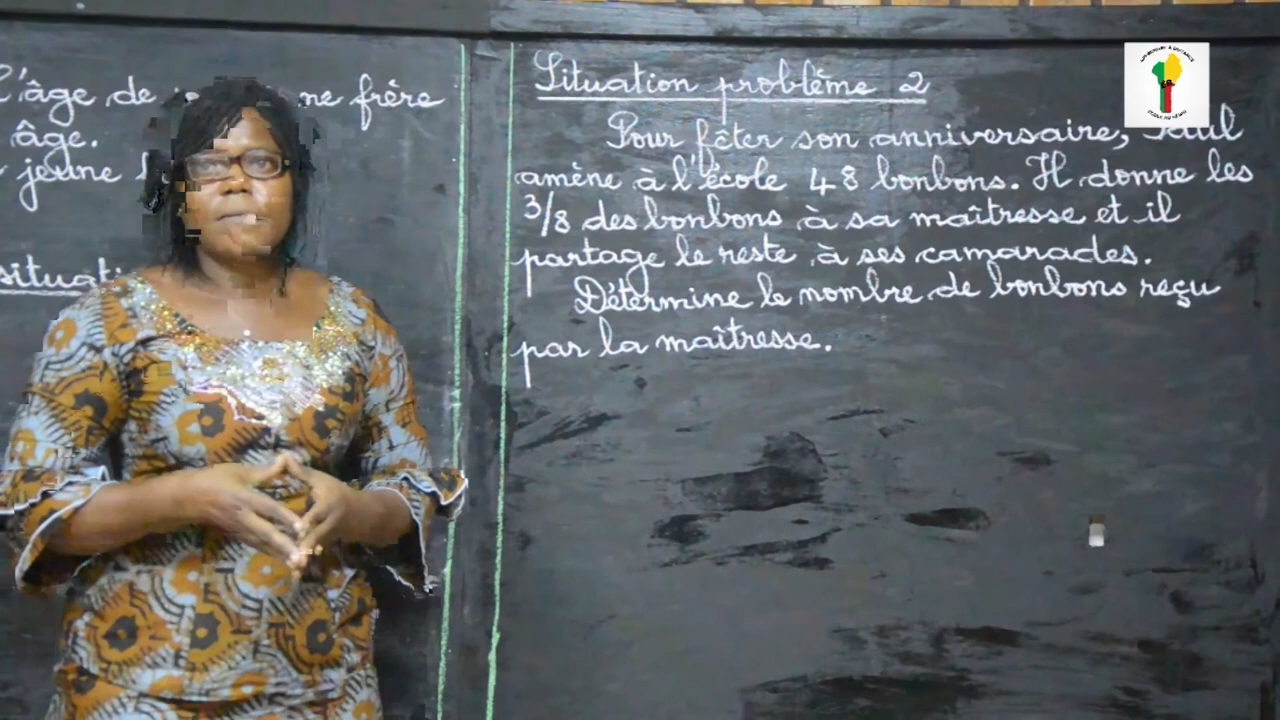 l'âge de
ne frère
âge.
jeune
situati
Situation problème 2
Pour fêter son anniversaire,
amène à l'école 48 bonbons. Il donne les
3/8 des bonbons à sa maîtresse et il
partage le reste à ses camarades.
Détermine le nombre de bonbons reçu
par la maîtresse.